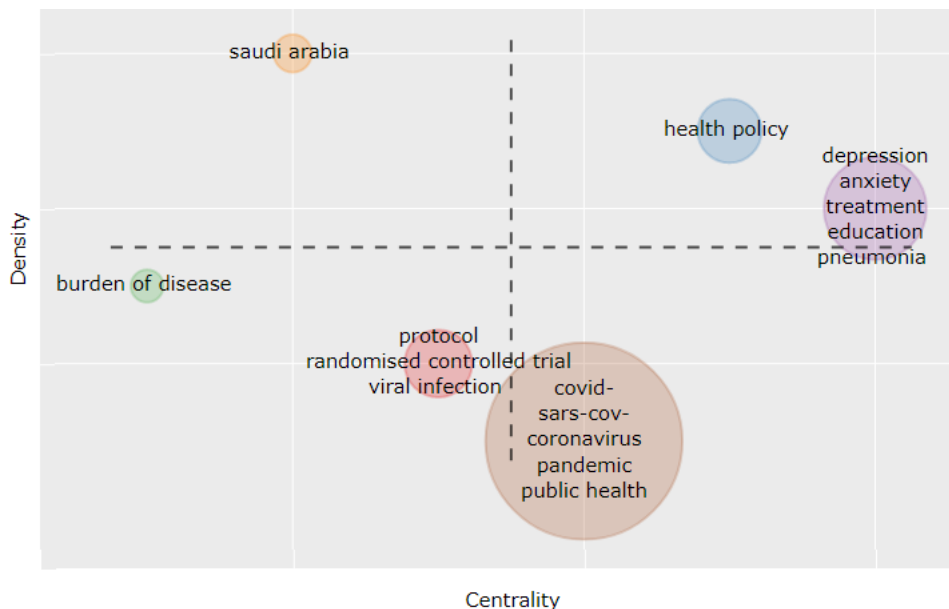 saudi arabia
health policy
depression
anxiety
treatment
education
pneumonia
Density
burden of disease
protocol
randomised controlled trial
viral infection
covid-
sars-cov-
coronavirus
pandemic
public health
Centrality